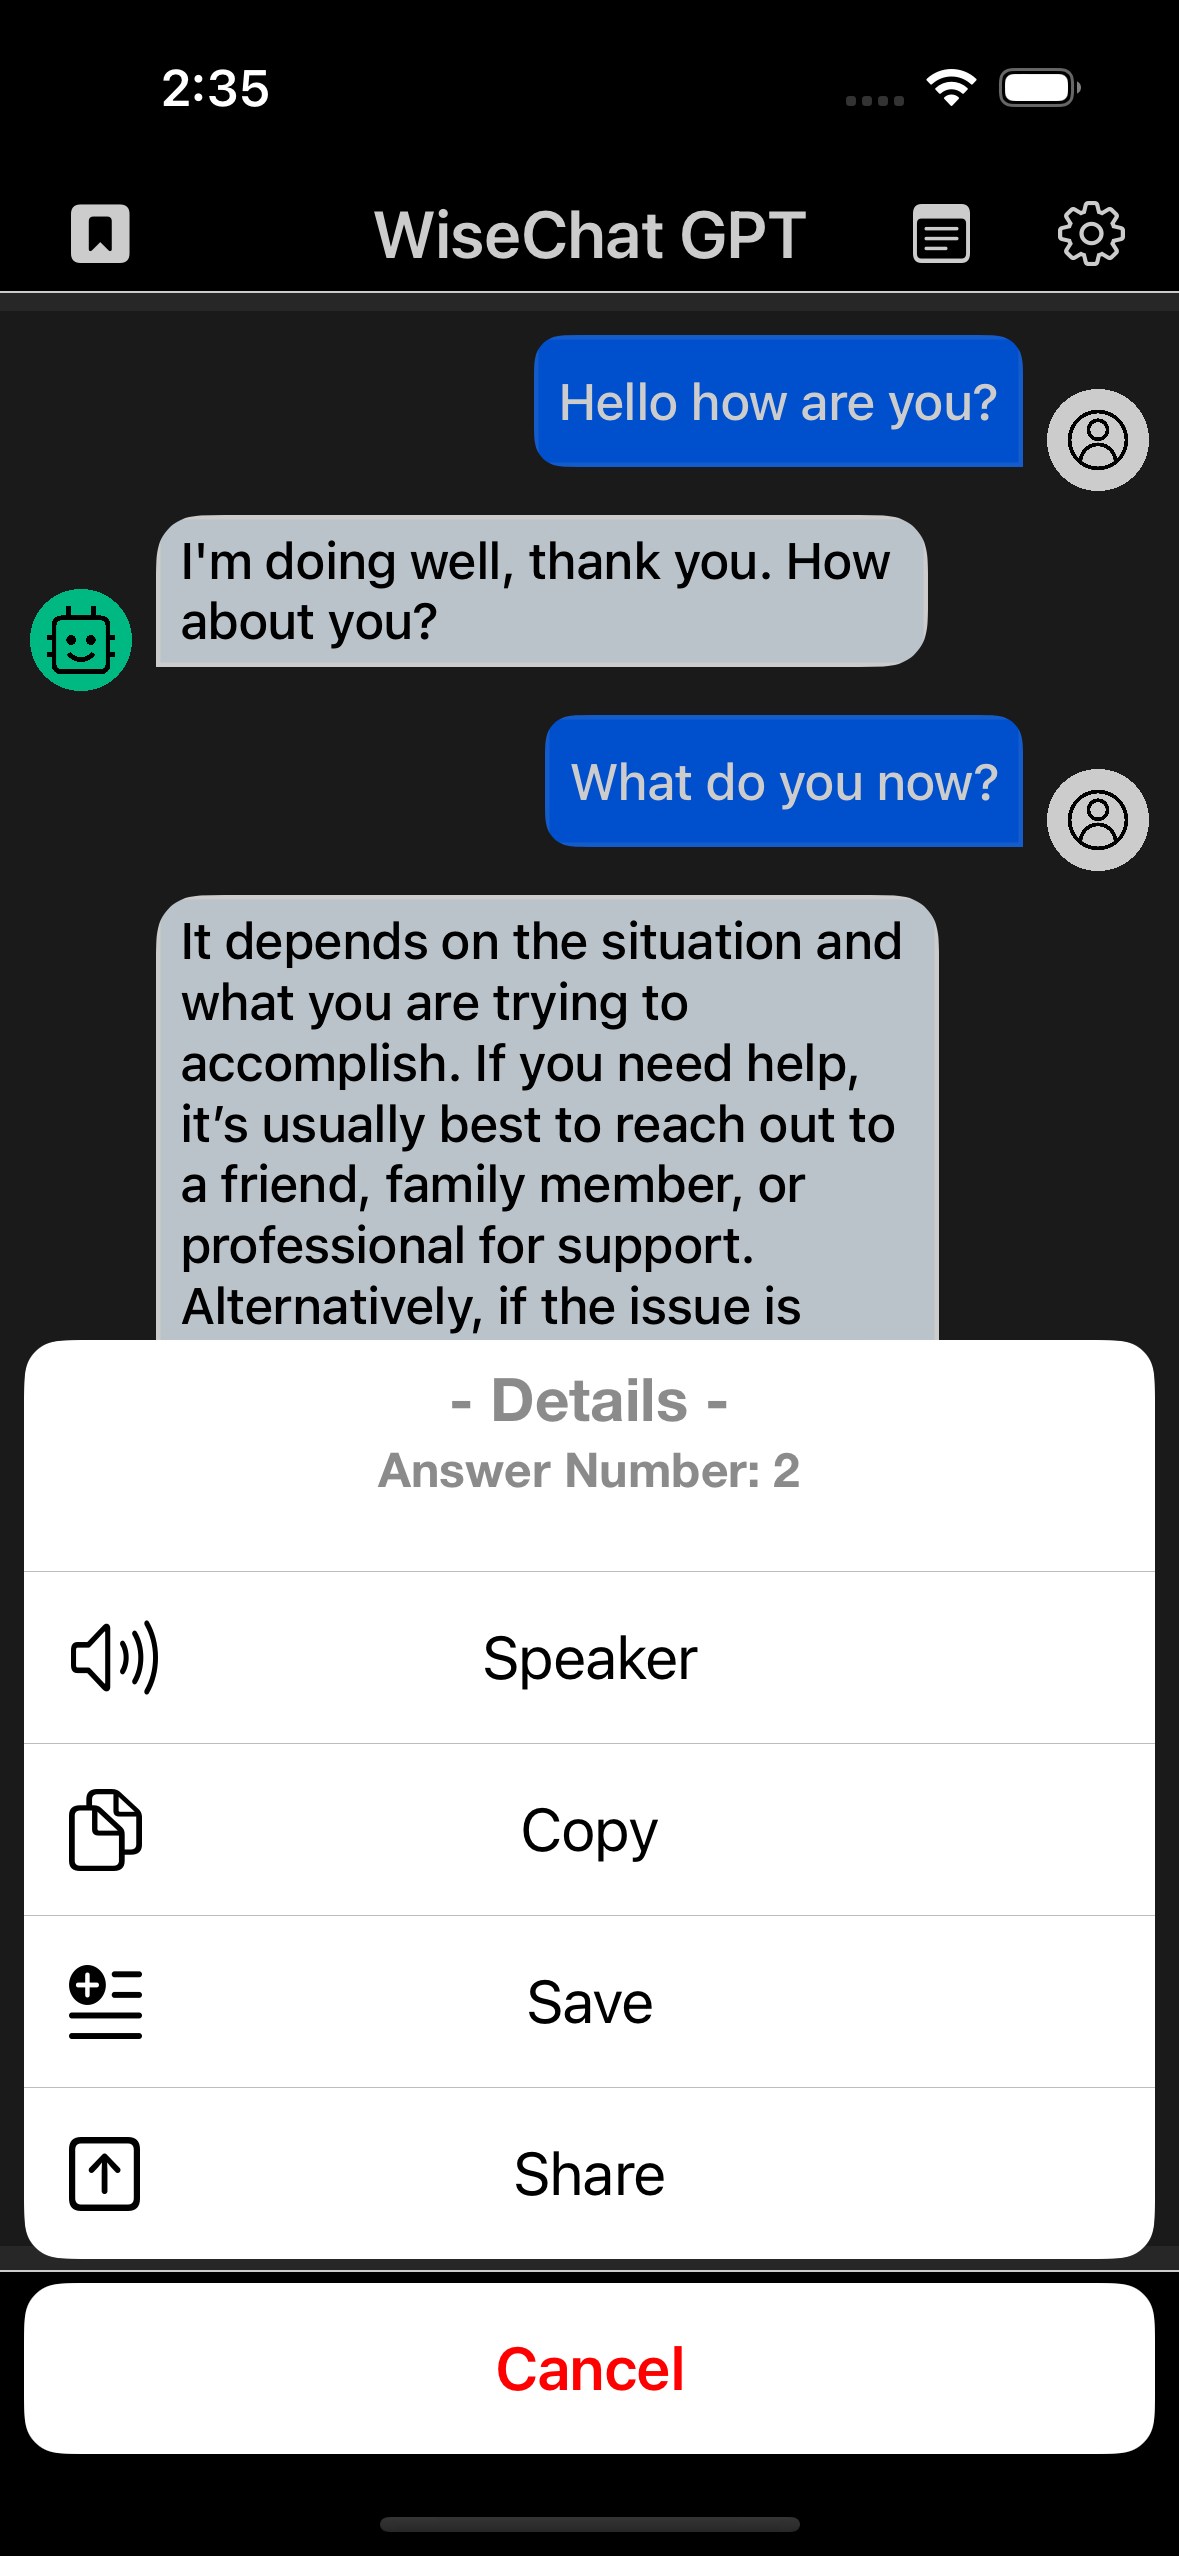 2:35
WiseChat GPT
Hello how are you?
I'm doing well, thank you. How
about you?
What do you now?
It depends on the situation and
what you are trying to
accomplish. If you need help,
it’s usually best to reach out to
a friend, family member, or
professional for support.
Alternatively, if the issue is
- Details -
Answer Number: 2
Speaker
Copy
Save
Share
Cancel